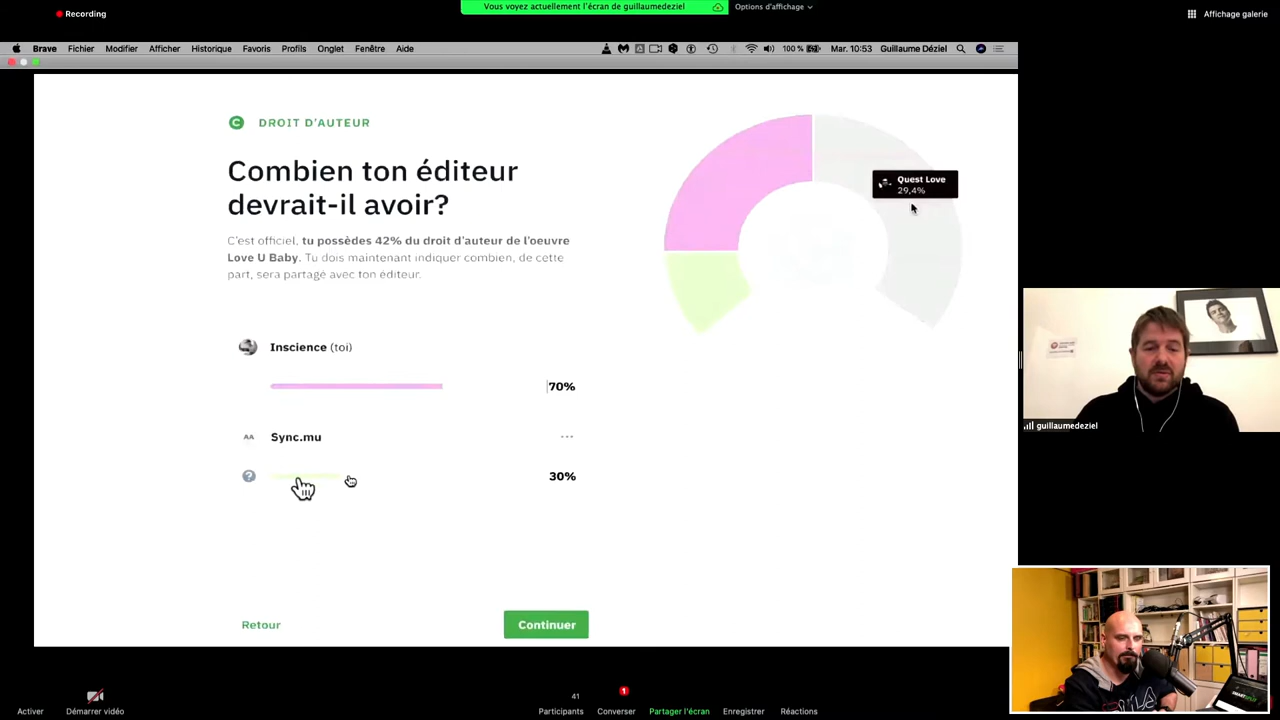 Recording
Vous voyez actuellement l'écran de guillaumedeziel
Options d'affichage
Affichage galerie
Brave Fichier Modifier Afficher Historique Favoris Profils Onglet Fenêtre Aide
100 % Mar. 10:53 Guillaume Déziel
DROIT D'AUTEUR
Combien ton éditeur
devrait-il avoir?
C'est officiel, tu possèdes 42% du droit d'auteur de l'oeuvre
Love U Baby. Tu dois maintenant indiquer combien, de cette
part, sera partagé avec ton éditeur.
Quest Love
29,4%
Inscience (toi)
70%
AA Sync.mu
30%
Retour
Continuer
guillaumedeziel
Activer
Démarrer vidéo
41
Participants
1
Converser
Partager l'écran
Enregistrer
Réactions